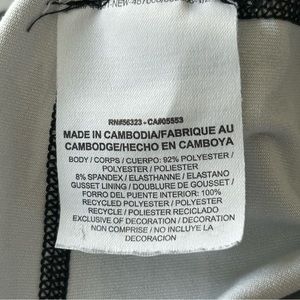 RN#56323 - CA#05553
MADE IN CAMBODIA/FABRIQUE AU
CAMBODGE/HECHO EN CAMBOYA
BODY / CORPS / CUERPO: 92% POLYESTER /
POLYESTER / POLIESTER
8% SPANDEX / ELASTHANNE / ELASTANO
GUSSET LINING / DOUBLURE DE GOUSSET /
FORRO DEL PUENTE INTERIOR: 100%
RECYCLED POLYESTER / POLYESTER
RECYCLE / POLIESTER RECICLADO
EXCLUSIVE OF DECORATION / DECORATION
NON COMPRISE / NO INCLUYE LA
DECORACION